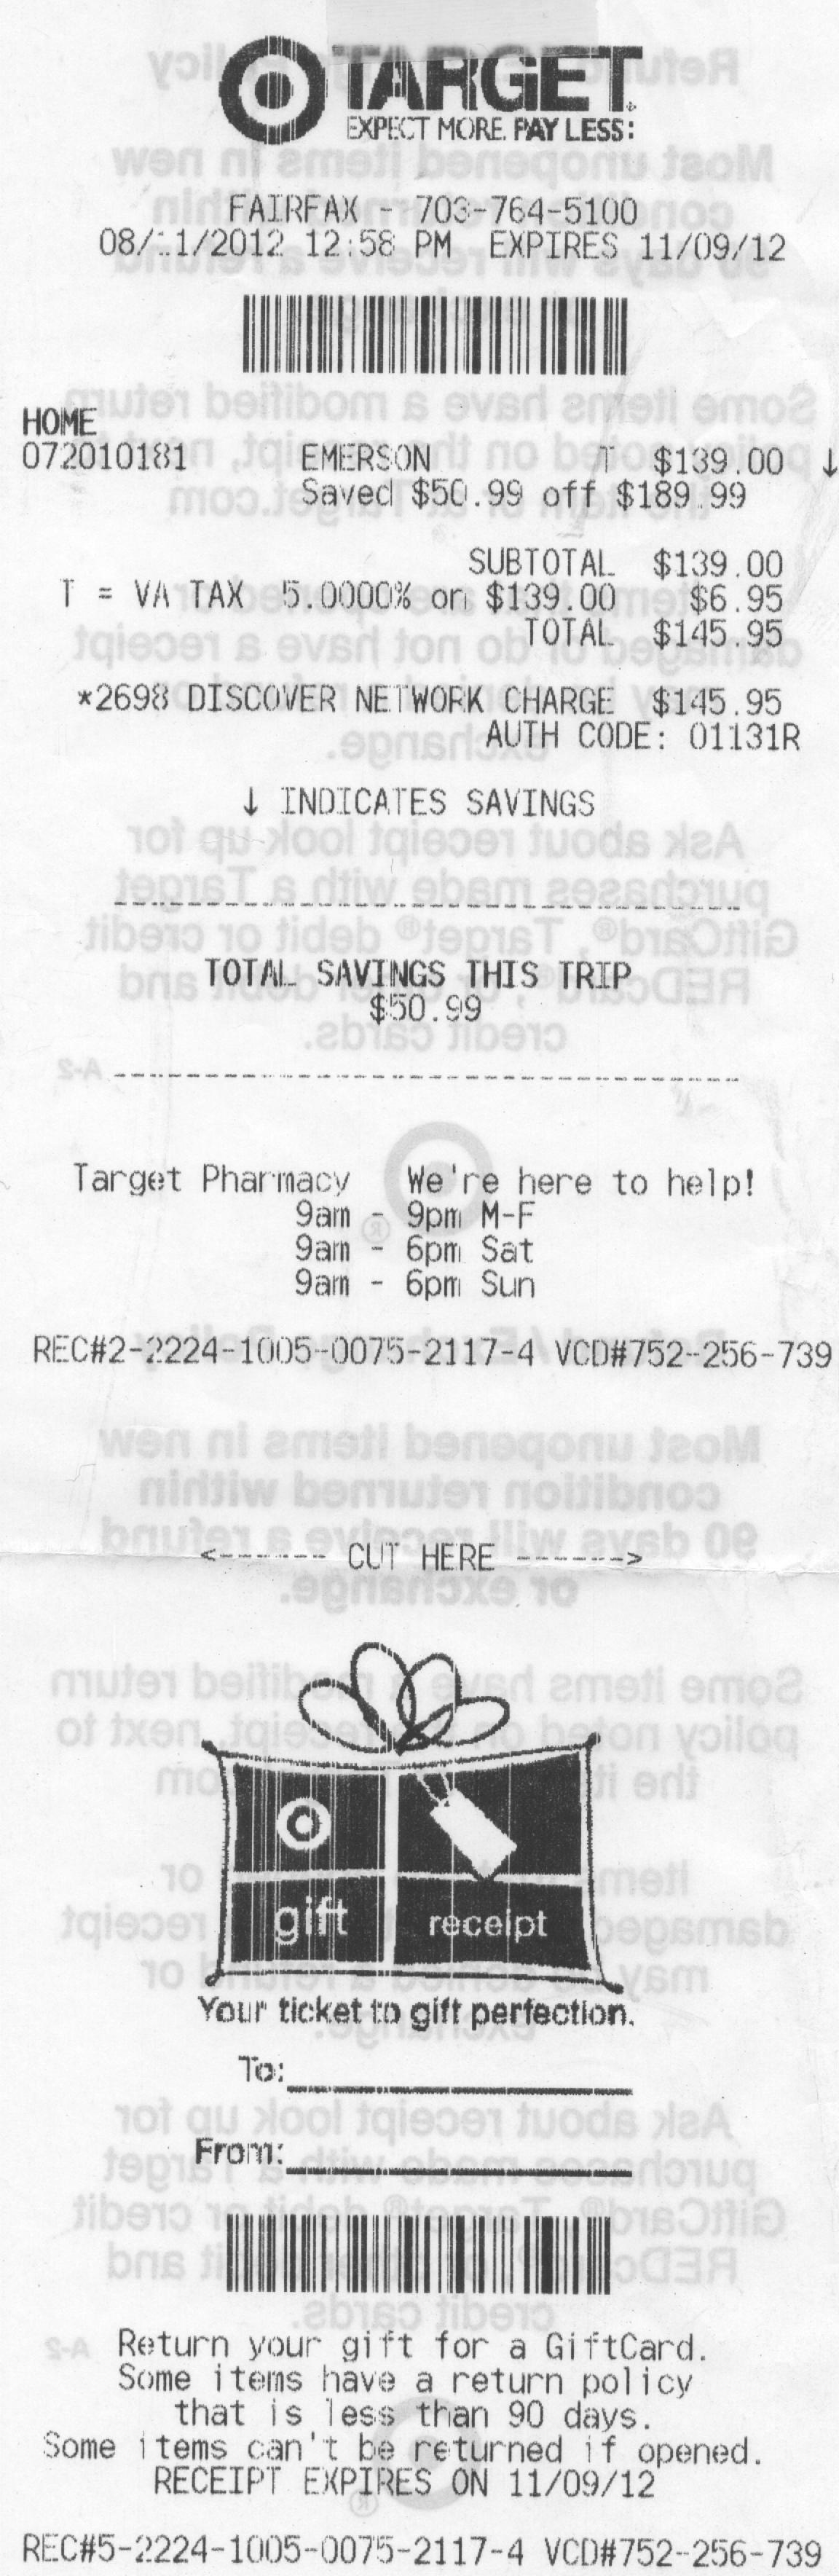 TARGET
EXPECT MORE. PAY LESS:
FAIRFAX - 703-764-5100
08/11/2012 12:58 PM EXPIRES 11/09/12
HOME
072010181 EMERSON T $139.00 ↓
Saved $50.99 off $189.99
SUBTOTAL $139.00
T = VA TAX 5.0000% on $139.00 $6.95
TOTAL $145.95
*2698 DISCOVER NETWORK CHARGE $145.95
AUTH CODE: 01131R
↓ INDICATES SAVINGS
TOTAL SAVINGS THIS TRIP
$50.99
Target Pharmacy We're here to help!
9am - 9pm M-F
9am - 6pm Sat
9am - 6pm Sun
REC#2-2224-1005-0075-2117-4 VCD#752-256-739
<------- CUT HERE ------>
gift receipt
Your ticket to gift perfection.
To:
From:
Return your gift for a GiftCard.
Some items have a return policy
that is less than 90 days.
Some items can't be returned if opened.
RECEIPT EXPIRES ON 11/09/12
REC#5-2224-1005-0075-2117-4 VCD#752-256-739